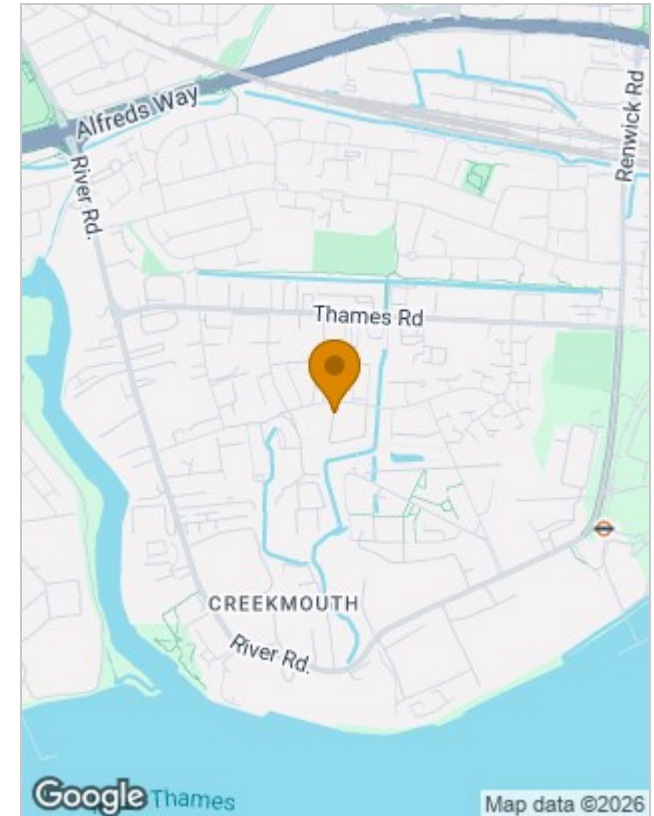 Alfreds Way
Renwick Rd
River Rd.
Thames Rd
CREEKMOUTH
River Rd.
Google
Thames
Map data ©2026